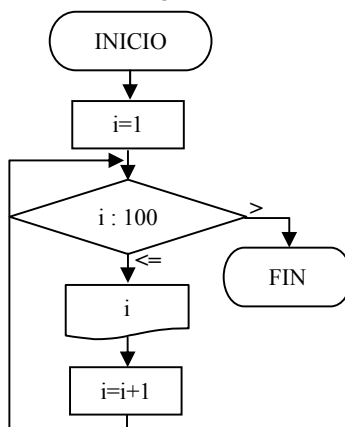 INICIO
i=1
i : 100
>
FIN
<=
i
i=i+1